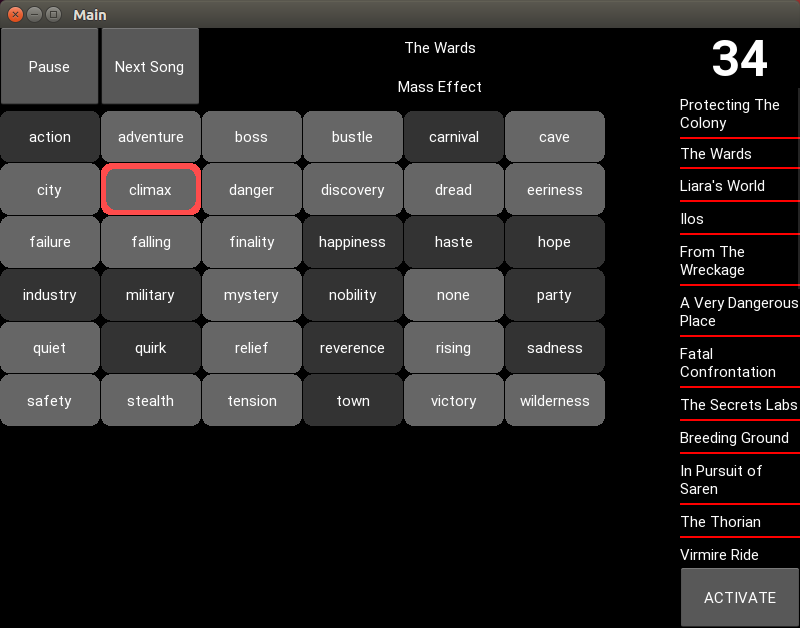 Main
Pause
Next Song
The Wards
Mass Effect
34
action
adventure
boss
bustle
carnival
cave
city
climax
danger
discovery
dread
eeriness
failure
falling
finality
happiness
haste
hope
industry
military
mystery
nobility
none
party
quiet
quirk
relief
reverence
rising
sadness
safety
stealth
tension
town
victory
wilderness
Protecting The
Colony
The Wards
Liara's World
Ilos
From The
Wreckage
A Very Dangerous
Place
Fatal
Confrontation
The Secrets Labs
Breeding Ground
In Pursuit of
Saren
The Thorian
Virmire Ride
ACTIVATE